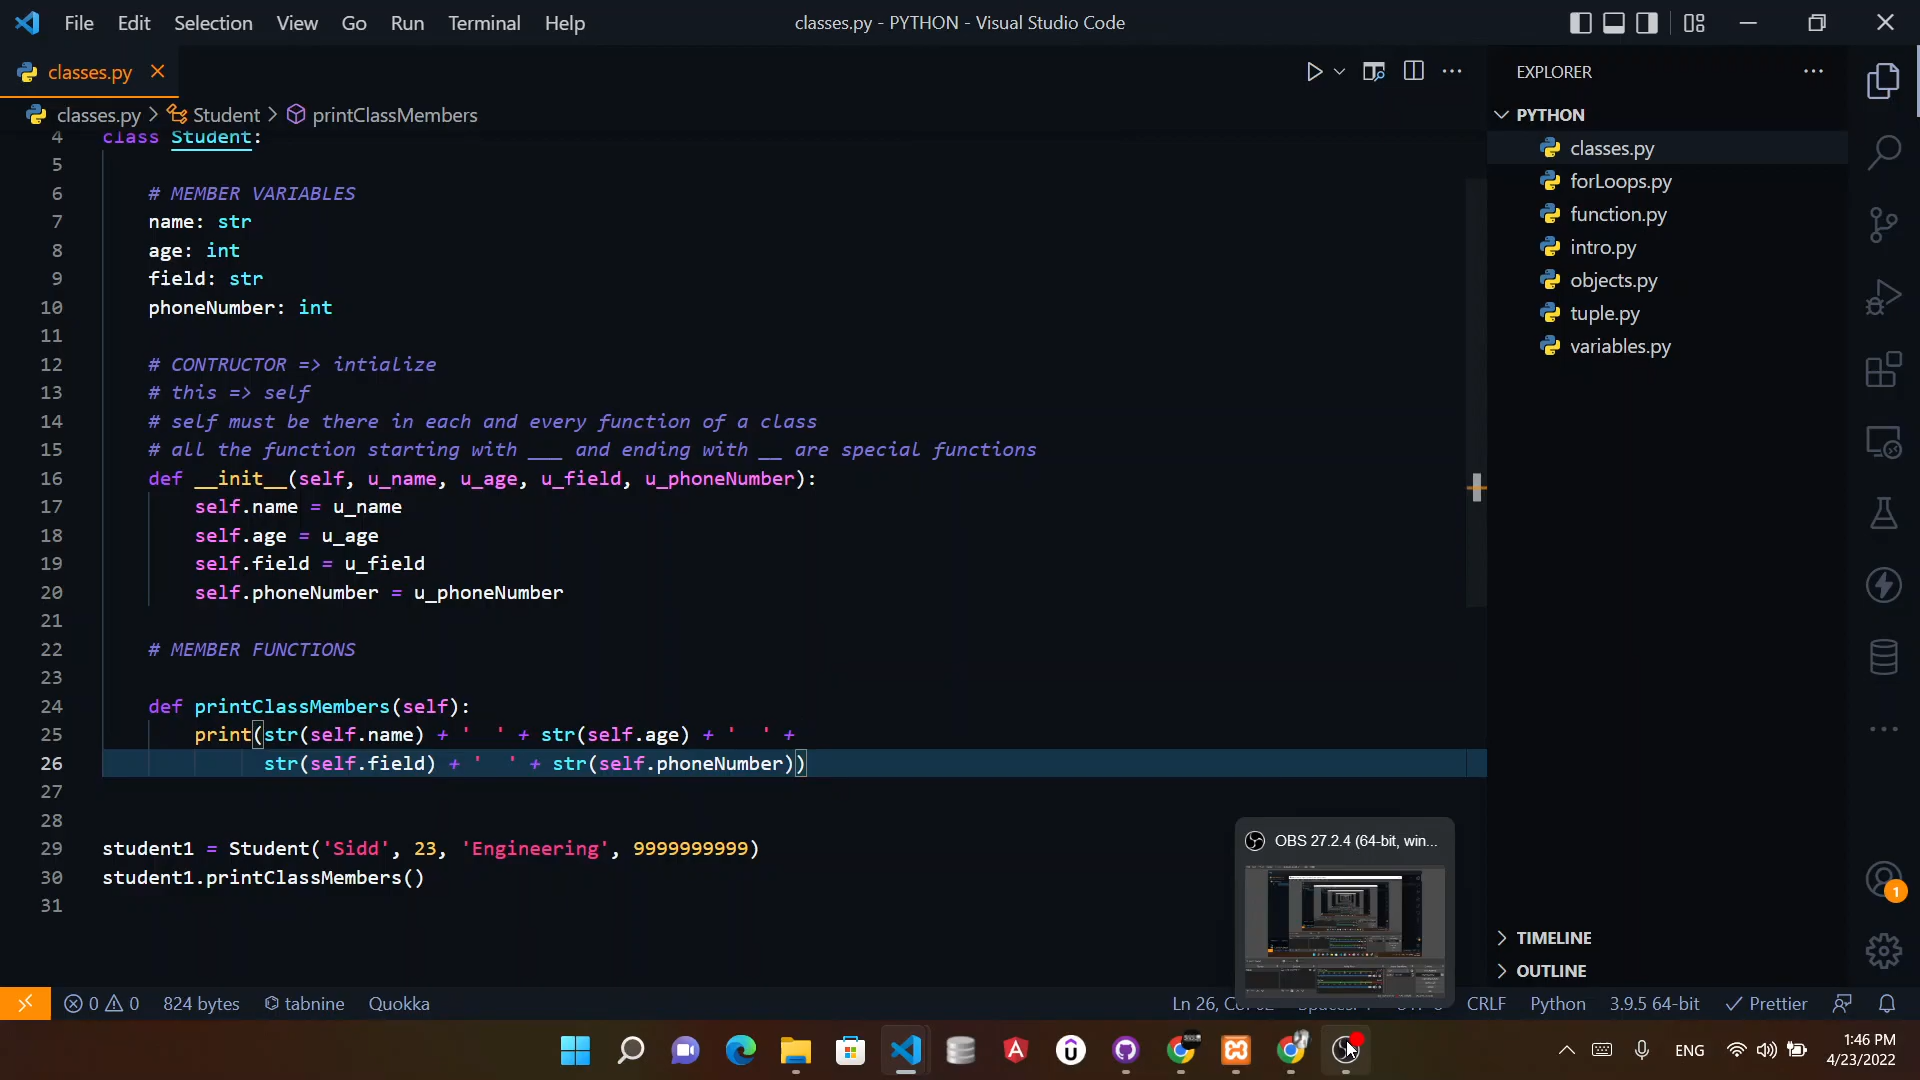 File Edit Selection View Go Run Terminal Help
classes.py - PYTHON - Visual Studio Code
classes.py
classes.py > Student > printClassMembers
4 class Student:
5
6 # MEMBER VARIABLES
7 name: str
8 age: int
9 field: str
10 phoneNumber: int
11
12 # CONTRUCTOR => intialize
13 # this => self
14 # self must be there in each and every function of a class
15 # all the function starting with ___ and ending with __ are special functions
16 def __init__(self, u_name, u_age, u_field, u_phoneNumber):
17 self.name = u_name
18 self.age = u_age
19 self.field = u_field
20 self.phoneNumber = u_phoneNumber
21
22 # MEMBER FUNCTIONS
23
24 def printClassMembers(self):
25 print(str(self.name) + '  ' + str(self.age) + '  ' +
26 str(self.field) + '  ' + str(self.phoneNumber))
27
28
29 student1 = Student('Sidd', 23, 'Engineering', 9999999999)
30 student1.printClassMembers()
31
EXPLORER
PYTHON
classes.py
forLoops.py
function.py
intro.py
objects.py
tuple.py
variables.py
TIMELINE
OUTLINE
1
OBS 27.2.4 (64-bit, win...
0 0 824 bytes tabnine Quokka
Ln 26, CRLF Python 3.9.5 64-bit Prettier
ENG
1:46 PM
4/23/2022